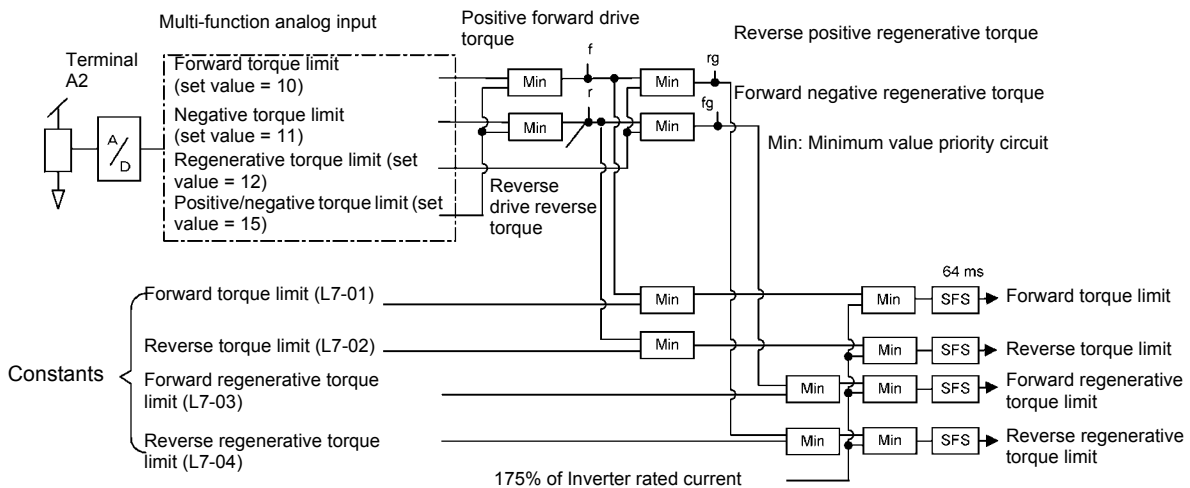 Multi-function analog input
Positive forward drive
torque
Reverse positive regenerative torque
Terminal
A2
f
rg
Forward torque limit
(set value = 10)
Min
Min
Forward negative regenerative torque
Negative torque limit
(set value = 11)
r
fg
A/D
Min
Min
Min: Minimum value priority circuit
Regenerative torque limit (set
value = 12)
Positive/negative torque limit (set
value = 15)
Reverse
drive reverse
torque
64 ms
Forward torque limit (L7-01)
Min
Min
SFS
Forward torque limit
Reverse torque limit (L7-02)
Min
Min
SFS
Reverse torque limit
Constants
Forward regenerative torque
limit (L7-03)
Min
Min
SFS
Forward regenerative
torque limit
Reverse regenerative torque
limit (L7-04)
Min
Min
SFS
Reverse regenerative
torque limit
175% of Inverter rated current